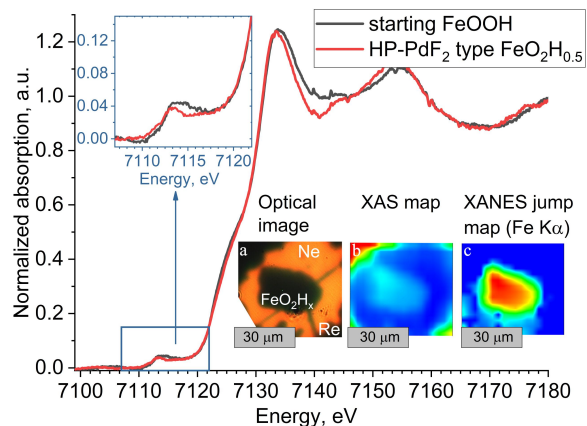 starting FeOOH
HP-PdF₂ type FeO₂H₀.₅
Normalized absorption, a.u.
1.2
1.0
0.8
0.6
0.4
0.2
0.0
0.15
0.12
0.08
0.04
0.00
7110 7115 7120
Energy, eV
Optical image
XAS map
XANES jump map (Fe Kα)
a
Ne
FeO₂Hₓ
Re
b
c
30 μm
30 μm
30 μm
7100 7110 7120 7130 7140 7150 7160 7170 7180
Energy, eV